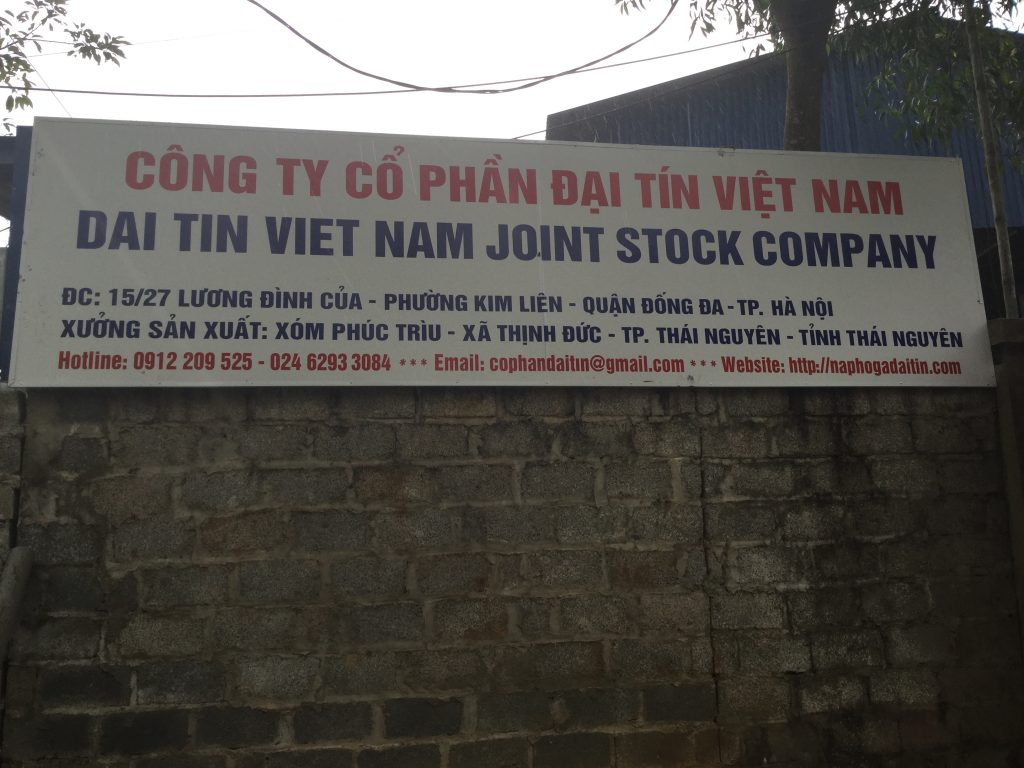 CÔNG TY CỔ PHẦN ĐẠI TÍN VIỆT NAM
DAI TIN VIET NAM JOINT STOCK COMPANY
ĐC: 15/27 LƯƠNG ĐÌNH CỦA - PHƯỜNG KIM LIÊN - QUẬN ĐỐNG ĐA - TP. HÀ NỘI
XƯỞNG SẢN XUẤT: XÓM PHÚC TRÌU - XÃ THỊNH ĐỨC - TP. THÁI NGUYÊN - TỈNH THÁI NGUYÊN
Hotline: 0912 209 525 - 024 6293 3084 *** Email: cophandaitin@gmail.com *** Website: http://naphogadaitin.com